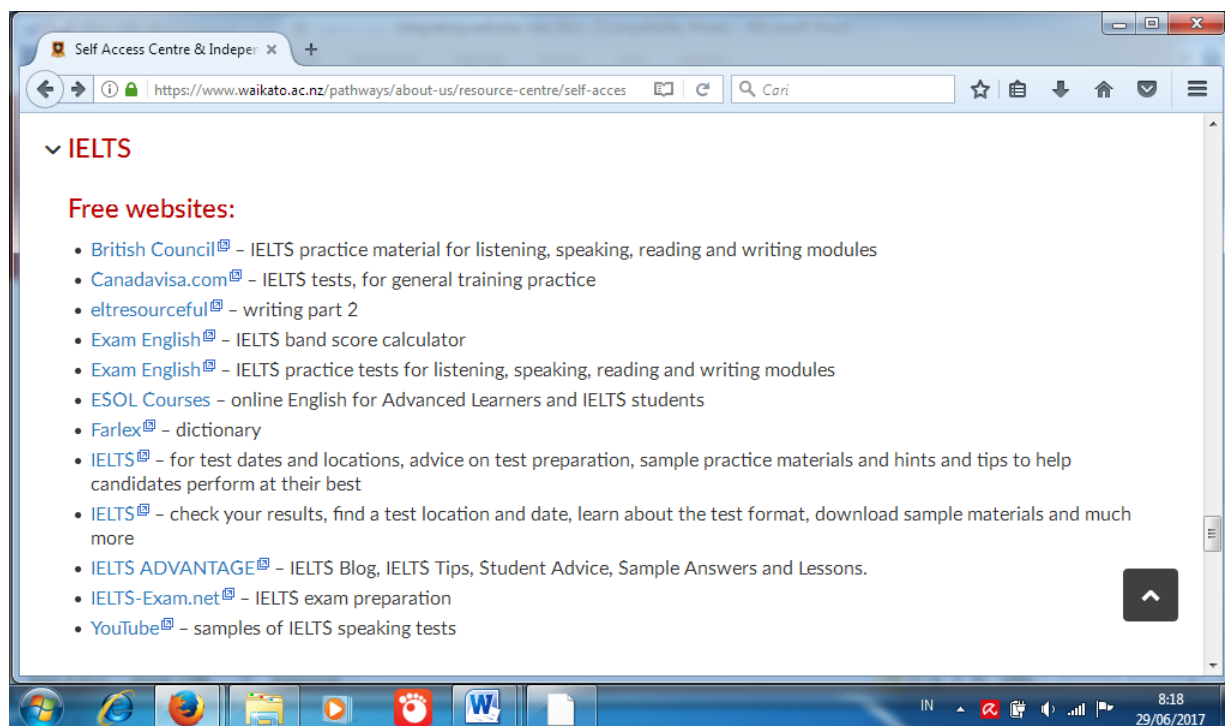 Self Access Centre & Indeper
https://www.waikato.ac.nz/pathways/about-us/resource-centre/self-acces
Cari
IELTS
Free websites:
• British Council – IELTS practice material for listening, speaking, reading and writing modules
• Canadavisa.com – IELTS tests, for general training practice
• eltresourceful – writing part 2
• Exam English – IELTS band score calculator
• Exam English – IELTS practice tests for listening, speaking, reading and writing modules
• ESOL Courses – online English for Advanced Learners and IELTS students
• Farlex – dictionary
• IELTS – for test dates and locations, advice on test preparation, sample practice materials and hints and tips to help
candidates perform at their best
• IELTS – check your results, find a test location and date, learn about the test format, download sample materials and much
more
• IELTS ADVANTAGE – IELTS Blog, IELTS Tips, Student Advice, Sample Answers and Lessons.
• IELTS-Exam.net – IELTS exam preparation
• YouTube – samples of IELTS speaking tests
IN
8:18
29/06/2017